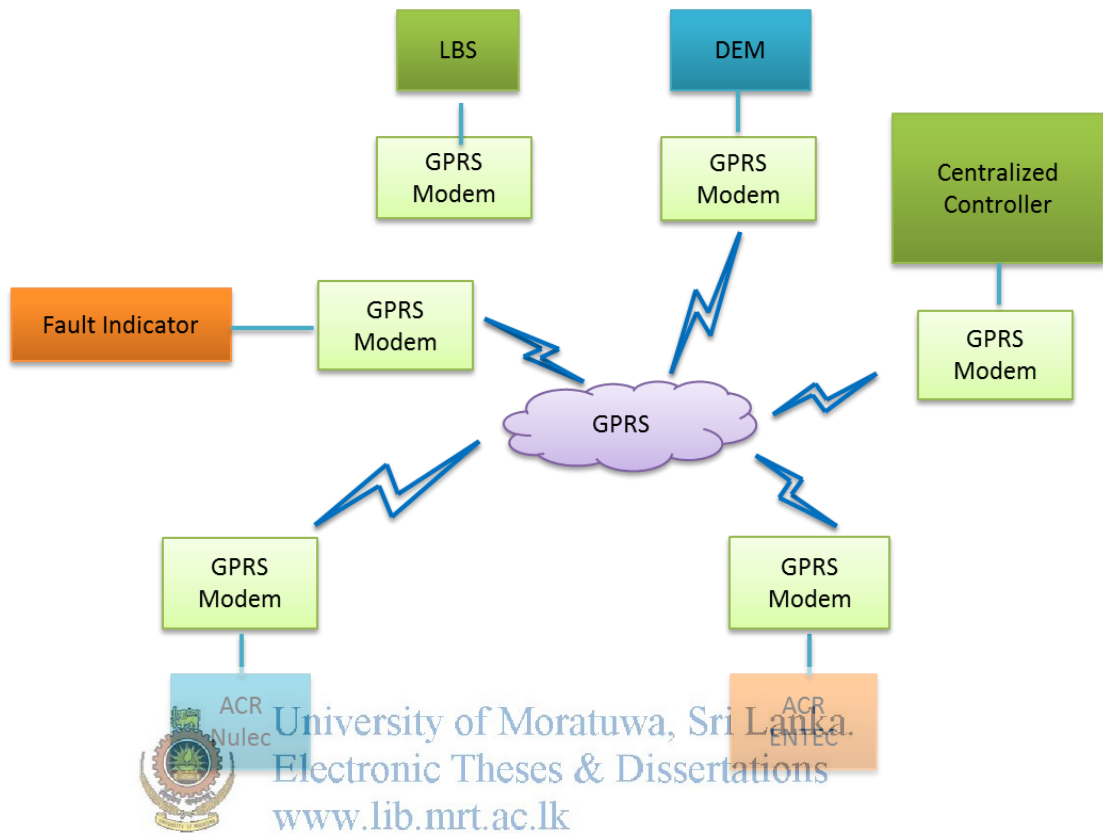 LBS
DEM
GPRS
Modem
GPRS
Modem
Centralized
Controller
GPRS
Modem
Fault Indicator
GPRS
Modem
GPRS
GPRS
Modem
GPRS
Modem
ACR
Nulec
ACR
ENTEC
University of Moratuwa, Sri Lanka.
Electronic Theses & Dissertations
www.lib.mrt.ac.lk